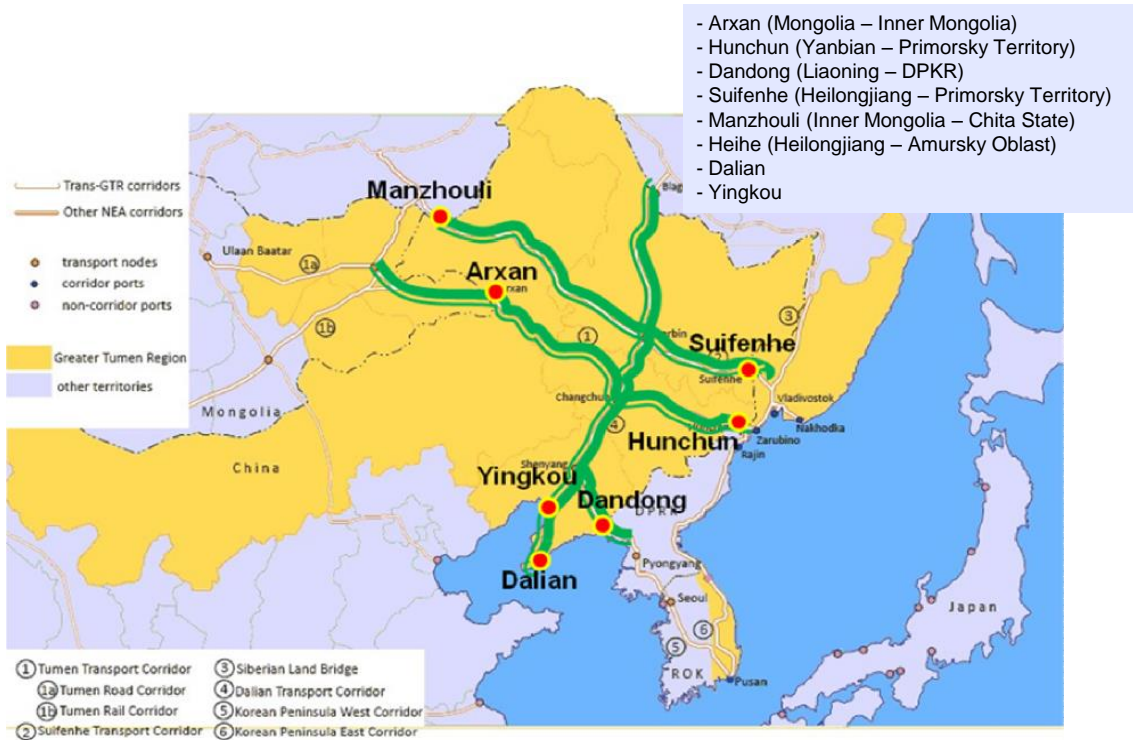 - Arxan (Mongolia – Inner Mongolia)
- Hunchun (Yanbian – Primorsky Territory)
- Dandong (Liaoning – DPKR)
- Suifenhe (Heilongjiang – Primorsky Territory)
- Manzhouli (Inner Mongolia – Chita State)
- Heihe (Heilongjiang – Amursky Oblast)
- Dalian
- Yingkou
Trans-GTR corridors
Other NEA corridors
transport nodes
corridor ports
non-corridor ports
Greater Tumen Region
other territories
Manzhouli
Blag
Ulaan Baatar
1a
Arxan
rxan
3
1b
1
rbin
Suifenhe
2
Suifenhe
Mongolia
Changchun
Vladivostok
Nakhodka
4
Hunchun
Zarubino
Rajin
China
Shenyang
Yingkou
Dandong
DPRK
Pyongyang
Dalian
Seoul
Japan
5
6
ROK
Pusan
1 Tumen Transport Corridor
1a Tumen Road Corridor
1b Tumen Rail Corridor
2 Suifenhe Transport Corridor
3 Siberian Land Bridge
4 Dalian Transport Corridor
5 Korean Peninsula West Corridor
6 Korean Peninsula East Corridor